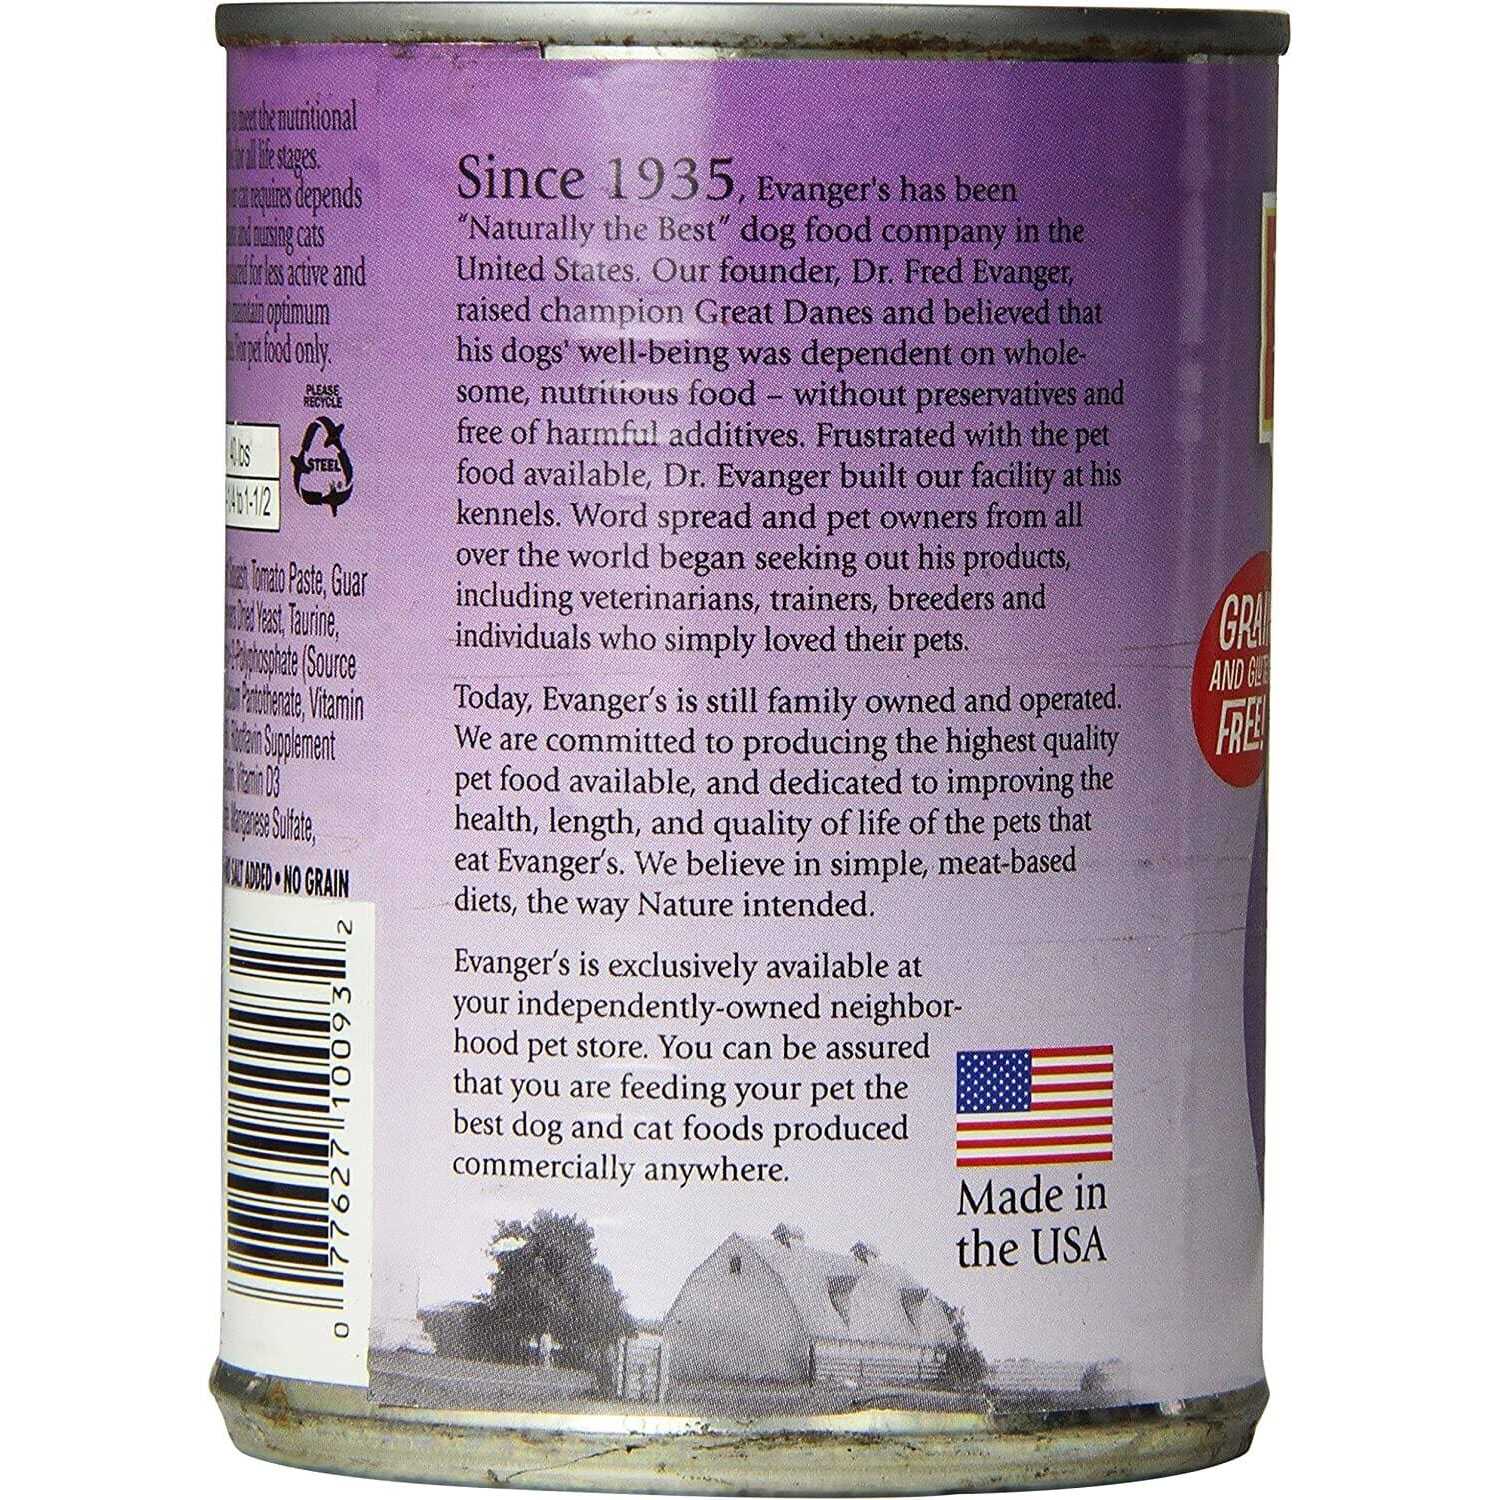 meet the nutritional
for all life stages.
cat requires depends
and nursing cats
for less active and
maintain optimum
For pet food only.
PLEASE
RECYCLE
STEEL
40 lbs
1-1/2
Squash, Tomato Paste, Guar
Dried Yeast, Taurine,
Polyphosphate (Source
Pantothenate, Vitamin
Riboflavin Supplement
Vitamin D3
Manganese Sulfate,
NO SALT ADDED • NO GRAIN
0 77627 10093 2
Since 1935, Evanger's has been
"Naturally the Best" dog food company in the
United States. Our founder, Dr. Fred Evanger,
raised champion Great Danes and believed that
his dogs' well-being was dependent on whole-
some, nutritious food – without preservatives and
free of harmful additives. Frustrated with the pet
food available, Dr. Evanger built our facility at his
kennels. Word spread and pet owners from all
over the world began seeking out his products,
including veterinarians, trainers, breeders and
individuals who simply loved their pets.
Today, Evanger's is still family owned and operated.
We are committed to producing the highest quality
pet food available, and dedicated to improving the
health, length, and quality of life of the pets that
eat Evanger's. We believe in simple, meat-based
diets, the way Nature intended.
Evanger's is exclusively available at
your independently-owned neighbor-
hood pet store. You can be assured
that you are feeding your pet the
best dog and cat foods produced
commercially anywhere.
Made in
the USA
GRAIN
AND GLUTE
FREE!